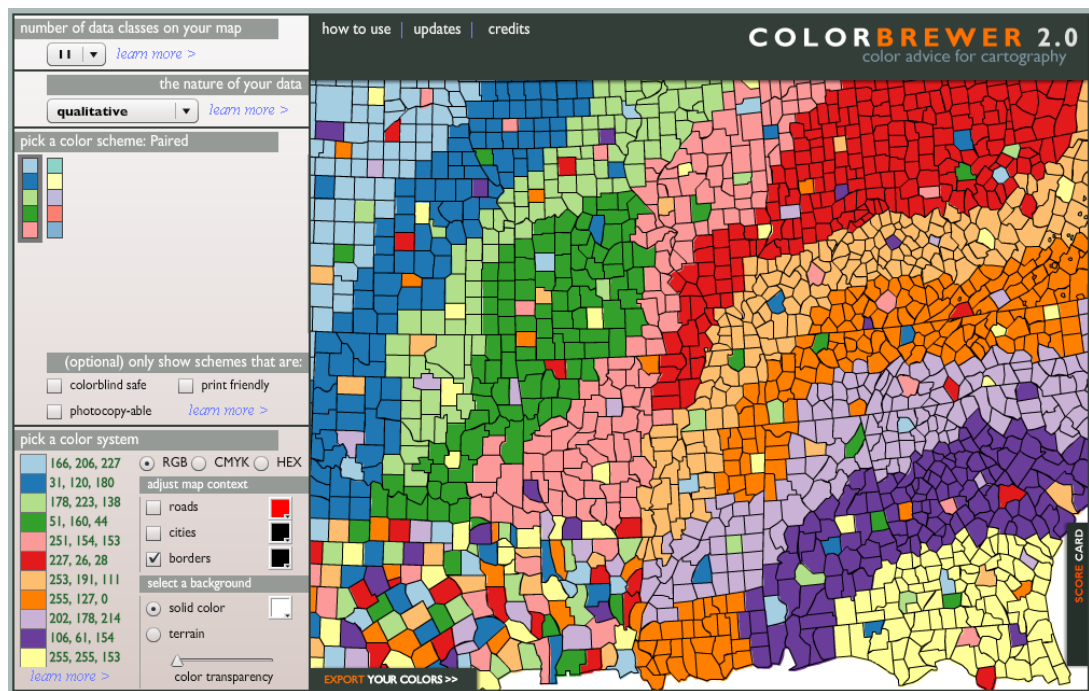 number of data classes on your map
11
learn more >
the nature of your data
qualitative
learn more >
pick a color scheme: Paired
(optional) only show schemes that are:
colorblind safe
print friendly
photocopy-able
learn more >
pick a color system
166, 206, 227
31, 120, 180
178, 223, 138
51, 160, 44
251, 154, 153
227, 26, 28
253, 191, 111
255, 127, 0
202, 178, 214
106, 61, 154
255, 255, 153
learn more >
RGB CMYK HEX
adjust map context
roads
cities
borders
select a background
solid color
terrain
color transparency
how to use | updates | credits
COLORBREWER 2.0
color advice for cartography
SCORE CARD
EXPORT YOUR COLORS >>